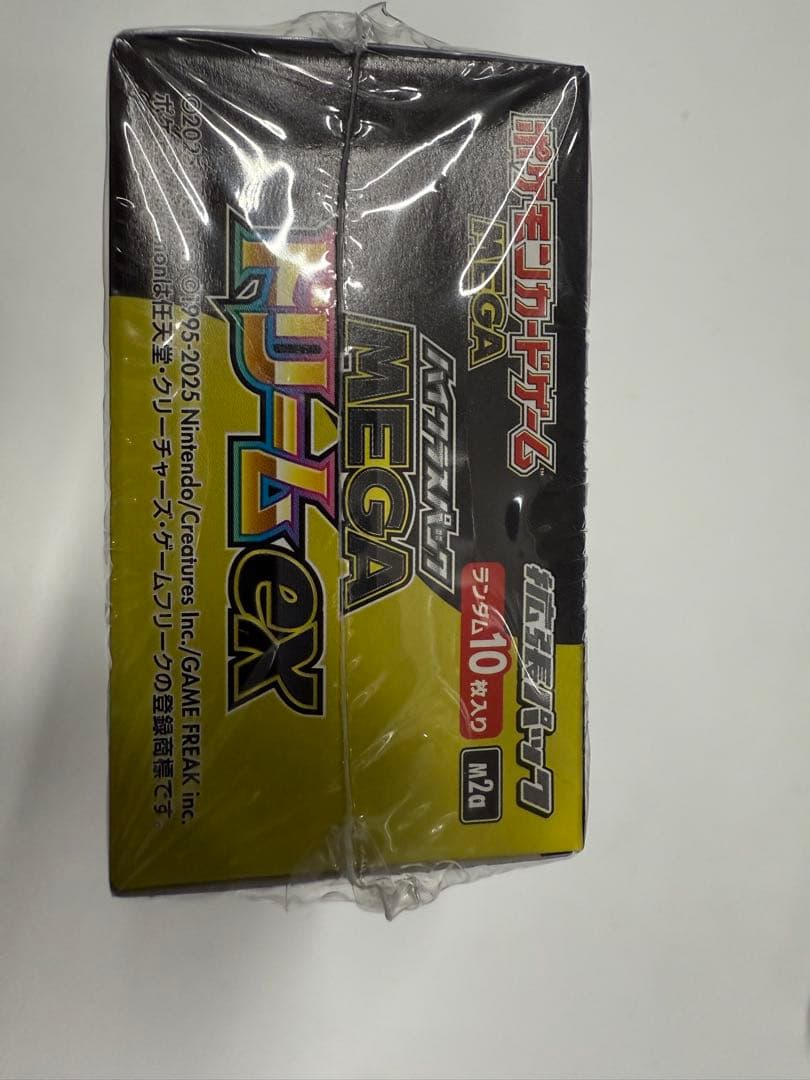 ポケモンカードゲーム™
MEGA
拡張パック
ハイクラスパック
ランダム10枚入り
M2a
MEGA
ドリームex
©1995-2025 Nintendo/Creatures Inc./GAME FREAK inc.
は任天堂・クリーチャーズ・ゲームフリークの登録商標です。